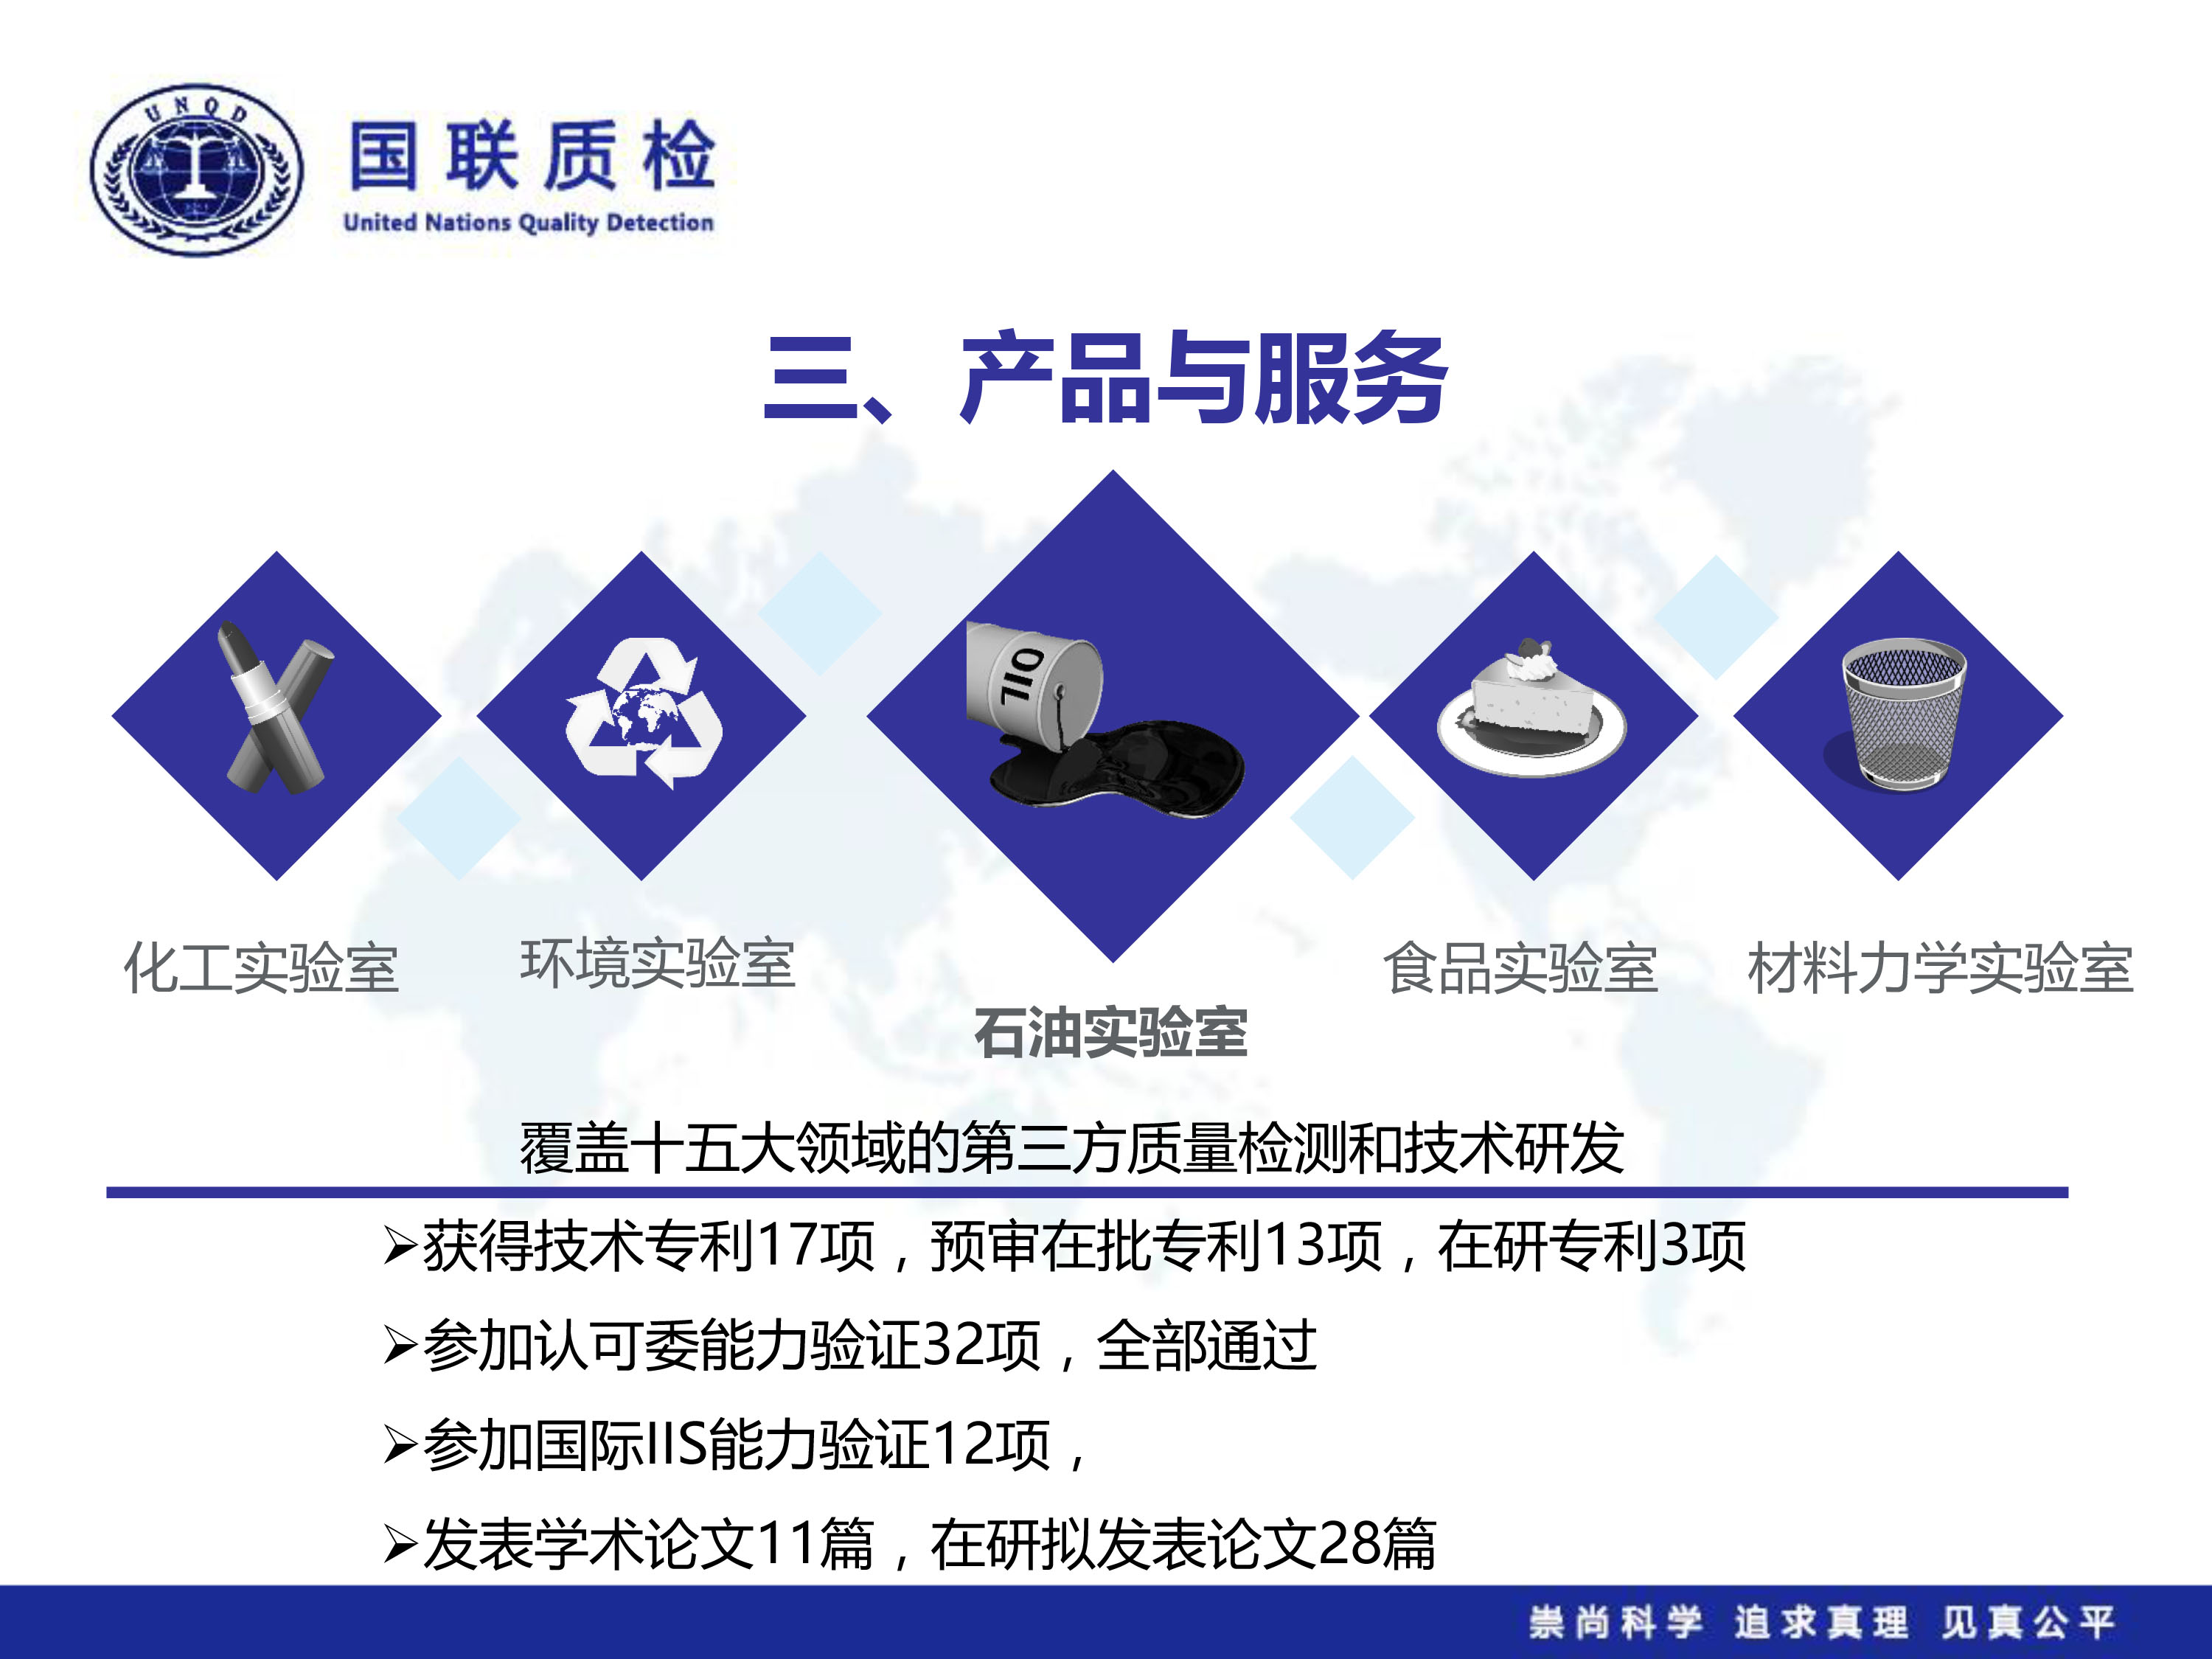 UNQD
国联质检
United Nations Quality Detection
三、产品与服务
OIL
化工实验室
环境实验室
石油实验室
食品实验室
材料力学实验室
覆盖十五大领域的第三方质量检测和技术研发
➢获得技术专利17项，预审在批专利13项，在研专利3项
➢参加认可委能力验证32项，全部通过
➢参加国际IIS能力验证12项，
➢发表学术论文11篇，在研拟发表论文28篇
崇尚科学 追求真理 见真公平